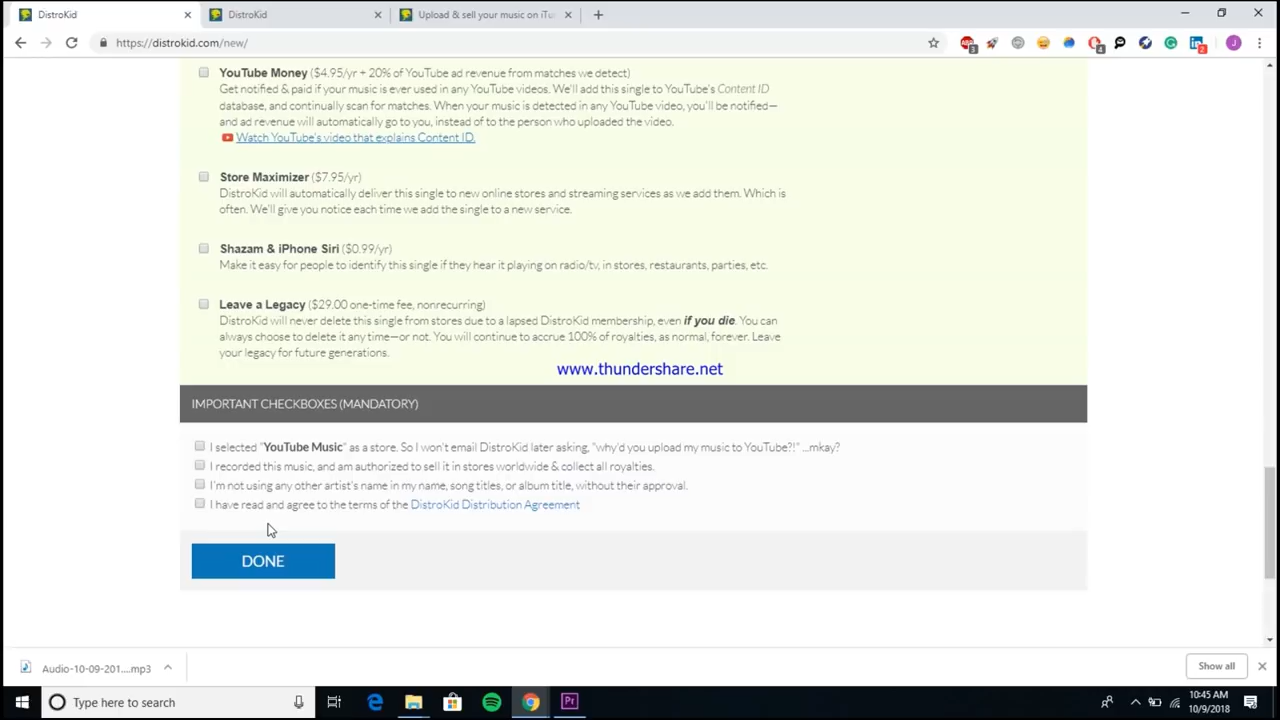 DistroKid
DistroKid
Upload & sell your music on iTu
https://distrokid.com/new/
YouTube Money ($4.95/yr + 20% of YouTube ad revenue from matches we detect)
Get notified & paid if your music is ever used in any YouTube videos. We'll add this single to YouTube's Content ID
database, and continually scan for matches. When your music is detected in any YouTube video, you'll be notified—
and ad revenue will automatically go to you, instead of to the person who uploaded the video.
Watch YouTube's video that explains Content ID.
Store Maximizer ($7.95/yr)
DistroKid will automatically deliver this single to new online stores and streaming services as we add them. Which is
often. We'll give you notice each time we add the single to a new service.
Shazam & iPhone Siri ($0.99/yr)
Make it easy for people to identify this single if they hear it playing on radio/tv, in stores, restaurants, parties, etc.
Leave a Legacy ($29.00 one-time fee, nonrecurring)
DistroKid will never delete this single from stores due to a lapsed DistroKid membership, even if you die. You can
always choose to delete it any time—or not. You will continue to accrue 100% of royalties, as normal, forever. Leave
your legacy for future generations.
www.thundershare.net
IMPORTANT CHECKBOXES (MANDATORY)
I selected "YouTube Music" as a store. So I won't email DistroKid later asking, "why'd you upload my music to YouTube?!" ...mkay?
I recorded this music, and am authorized to sell it in stores worldwide & collect all royalties.
I'm not using any other artist's name in my name, song titles, or album title, without their approval.
I have read and agree to the terms of the DistroKid Distribution Agreement
DONE
Audio-10-09-201....mp3
Show all
Type here to search
Pr
10:45 AM
10/9/2018